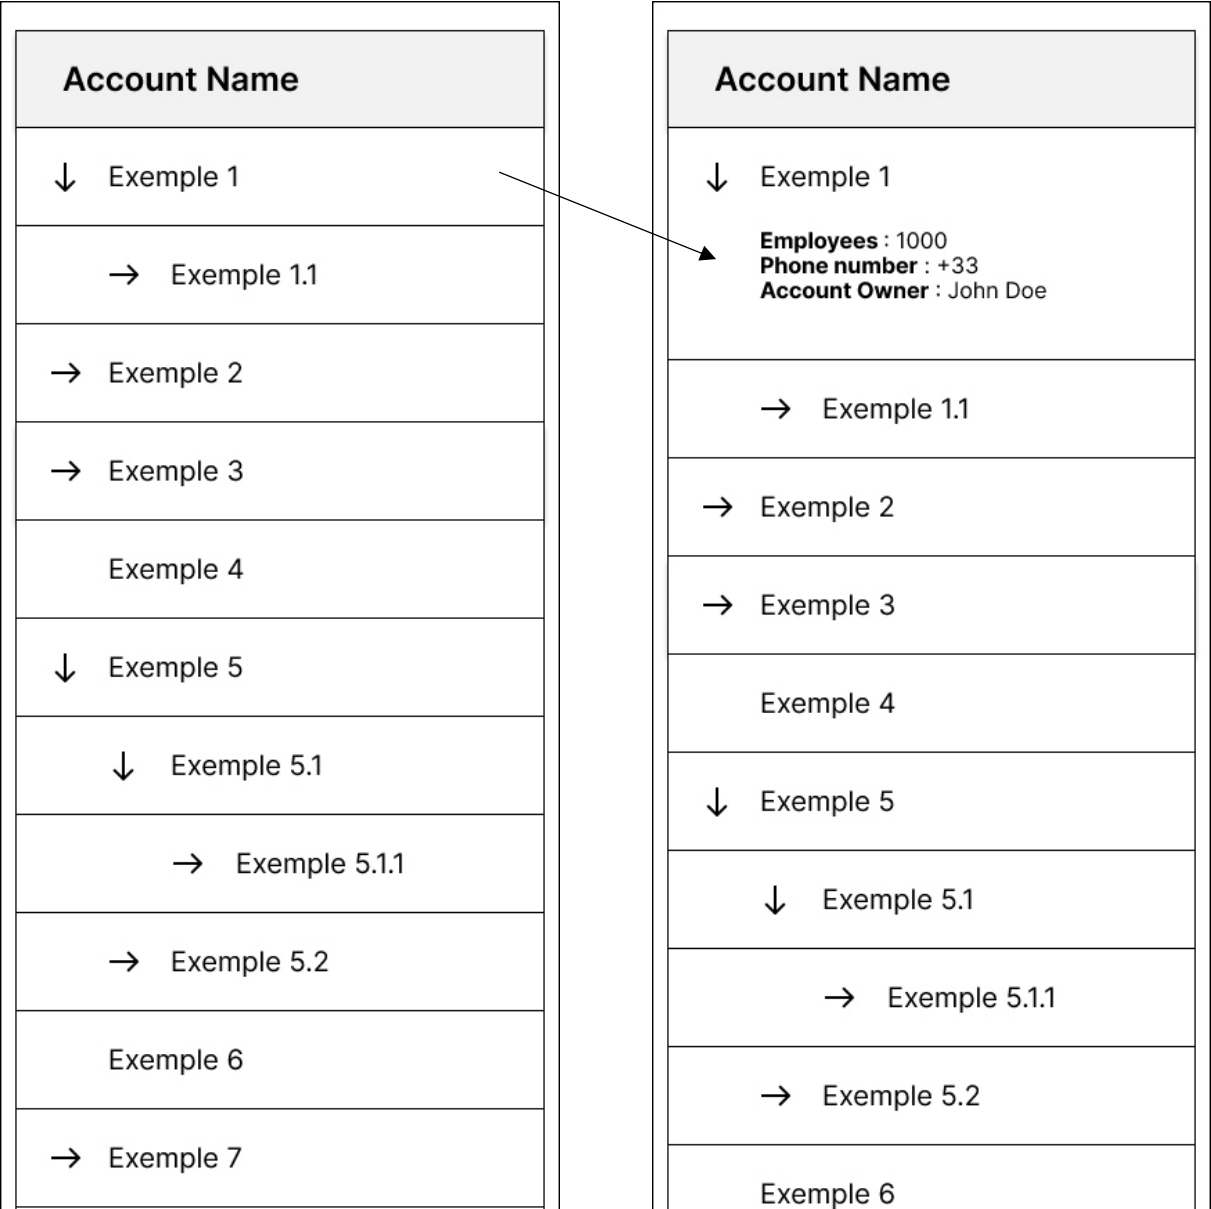 Account Name
Exemple 1
Exemple 1.1
Exemple 2
Exemple 3
Exemple 4
Exemple 5
Exemple 5.1
Exemple 5.1.1
Exemple 5.2
Exemple 6
Exemple 7
Account Name
Exemple 1
Employees : 1000
Phone number : +33
Account Owner : John Doe
Exemple 1.1
Exemple 2
Exemple 3
Exemple 4
Exemple 5
Exemple 5.1
Exemple 5.1.1
Exemple 5.2
Exemple 6